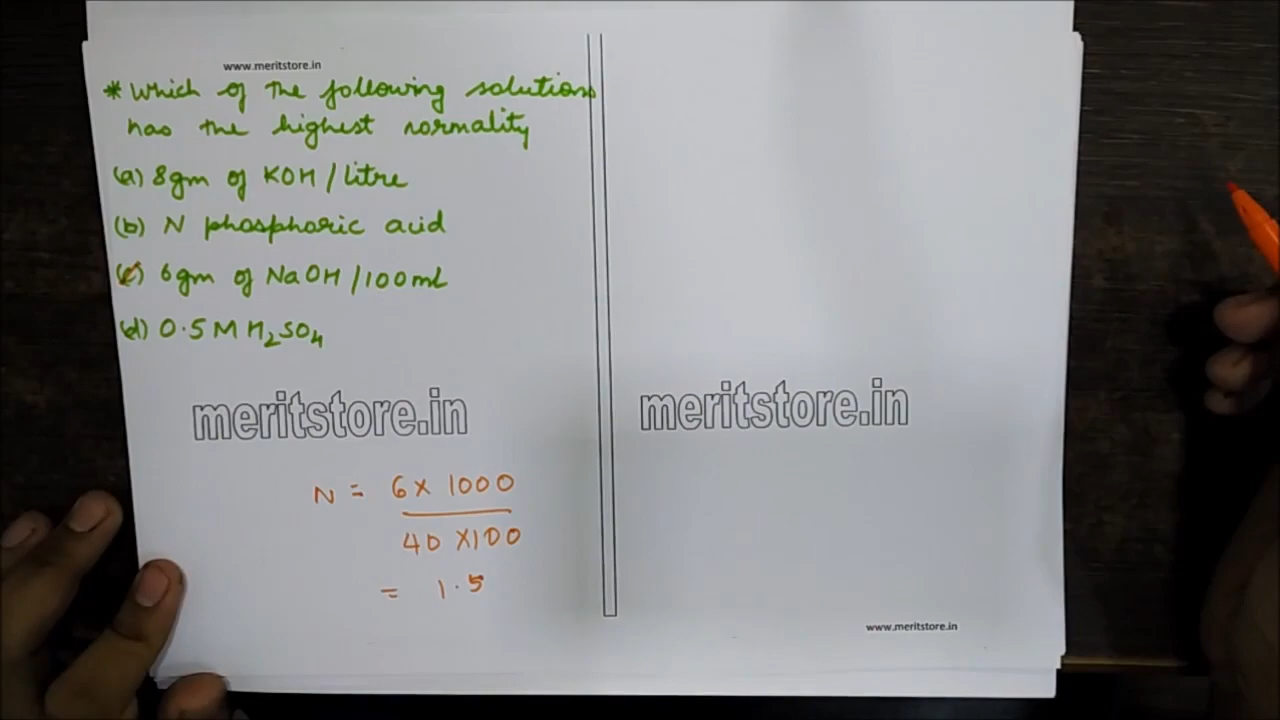 www.meritstore.in
* Which of the following solutions
has the highest normality
(a) 8gm of KOH/litre
(b) N phosphoric acid
(c) 6gm of NaOH/100ml
(d) 0.5M H₂SO₄
meritstore.in
meritstore.in
N = 6 x 1000
40 x 100
= 1.5
www.meritstore.in